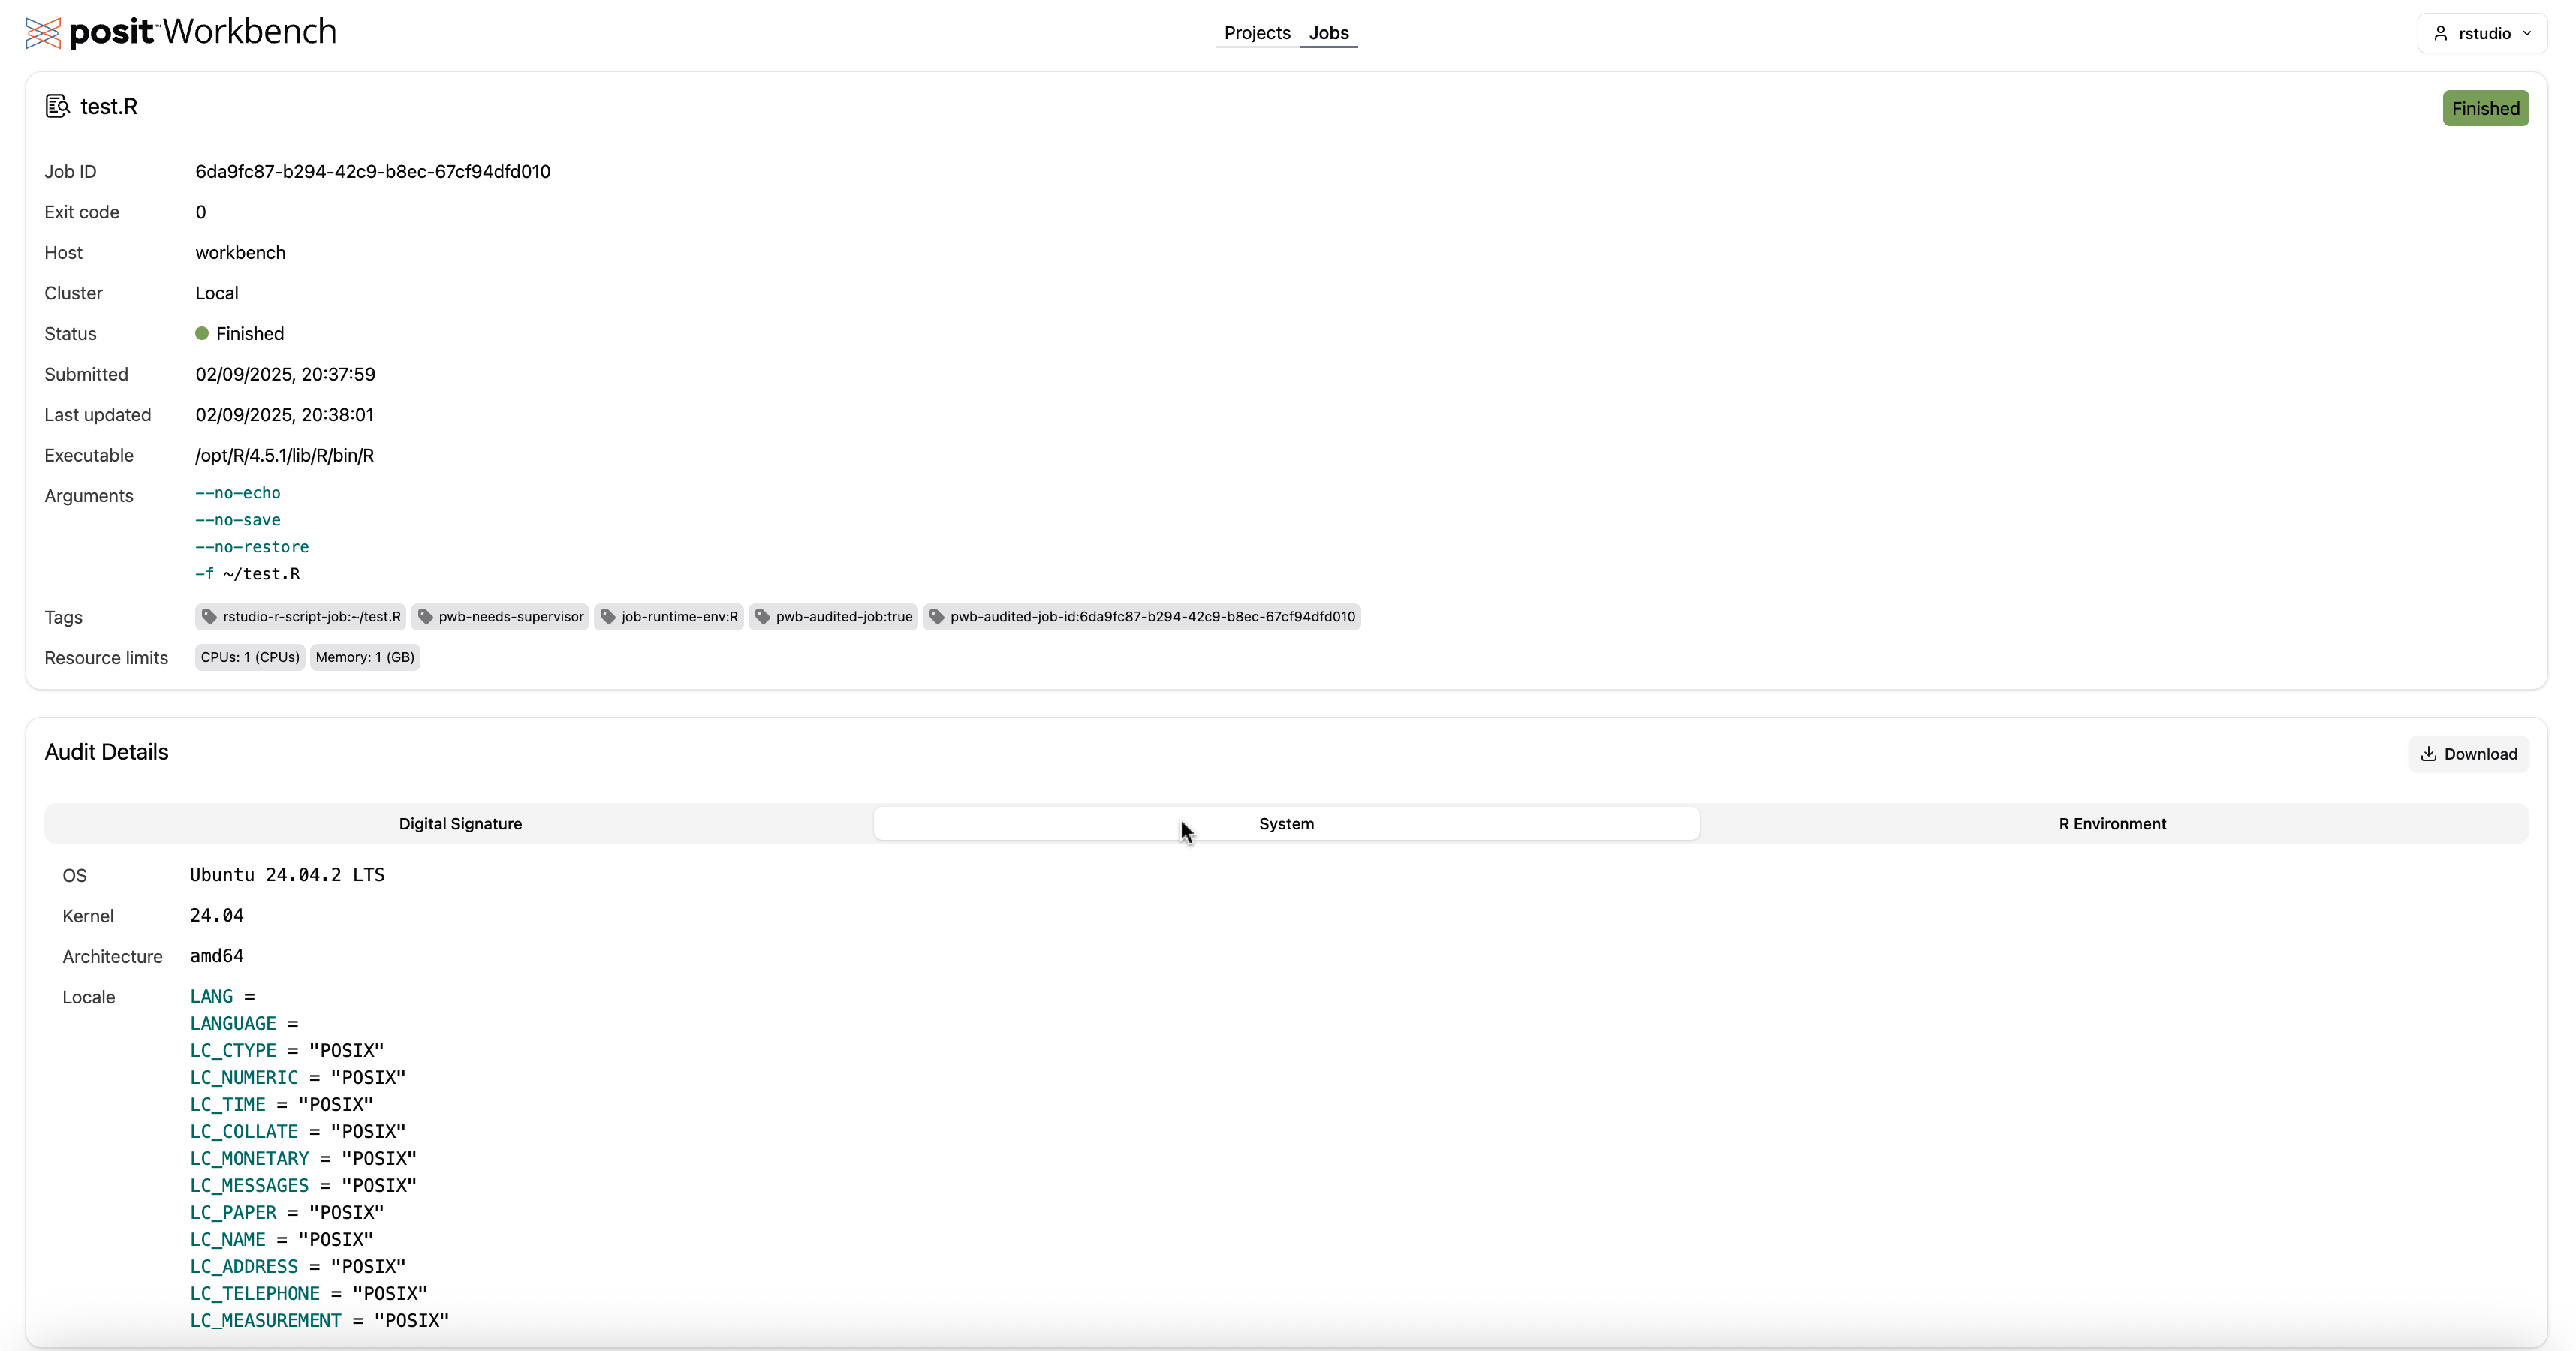 posit™ Workbench
Projects Jobs
rstudio
test.R
Finished
Job ID 6da9fc87-b294-42c9-b8ec-67cf94dfd010
Exit code 0
Host workbench
Cluster Local
Status Finished
Submitted 02/09/2025, 20:37:59
Last updated 02/09/2025, 20:38:01
Executable /opt/R/4.5.1/lib/R/bin/R
Arguments --no-echo
--no-save
--no-restore
-f ~/test.R
Tags rstudio-r-script-job:~/test.R pwb-needs-supervisor job-runtime-env:R pwb-audited-job:true pwb-audited-job-id:6da9fc87-b294-42c9-b8ec-67cf94dfd010
Resource limits CPUs: 1 (CPUs) Memory: 1 (GB)
Audit Details
Download
Digital Signature System R Environment
OS Ubuntu 24.04.2 LTS
Kernel 24.04
Architecture amd64
Locale LANG =
LANGUAGE =
LC_CTYPE = "POSIX"
LC_NUMERIC = "POSIX"
LC_TIME = "POSIX"
LC_COLLATE = "POSIX"
LC_MONETARY = "POSIX"
LC_MESSAGES = "POSIX"
LC_PAPER = "POSIX"
LC_NAME = "POSIX"
LC_ADDRESS = "POSIX"
LC_TELEPHONE = "POSIX"
LC_MEASUREMENT = "POSIX"